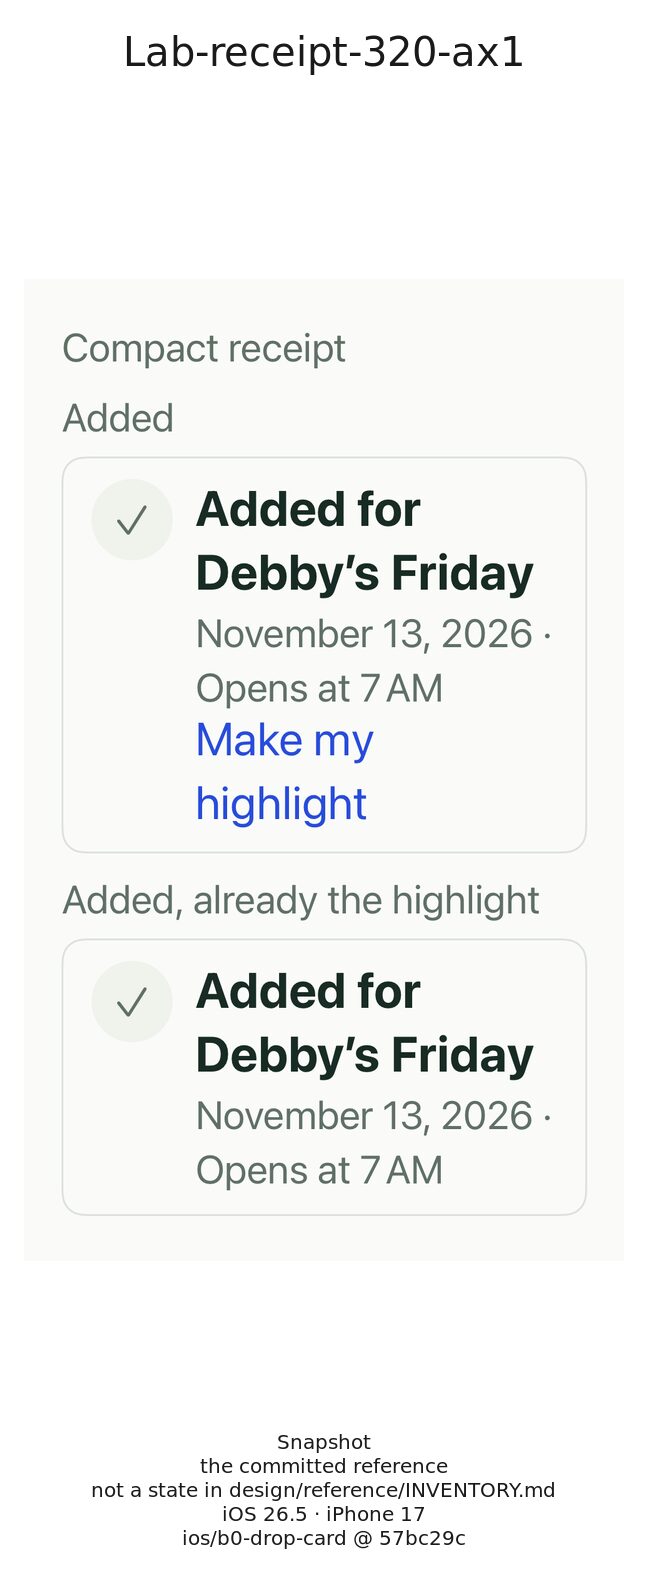 Lab-receipt-320-ax1
Compact receipt
Added
Added for
Debby’s Friday
November 13, 2026 ·
Opens at 7 AM
Make my
highlight
Added, already the highlight
Added for
Debby’s Friday
November 13, 2026 ·
Opens at 7 AM
Snapshot
the committed reference
not a state in design/reference/INVENTORY.md
iOS 26.5 · iPhone 17
ios/b0-drop-card @ 57bc29c